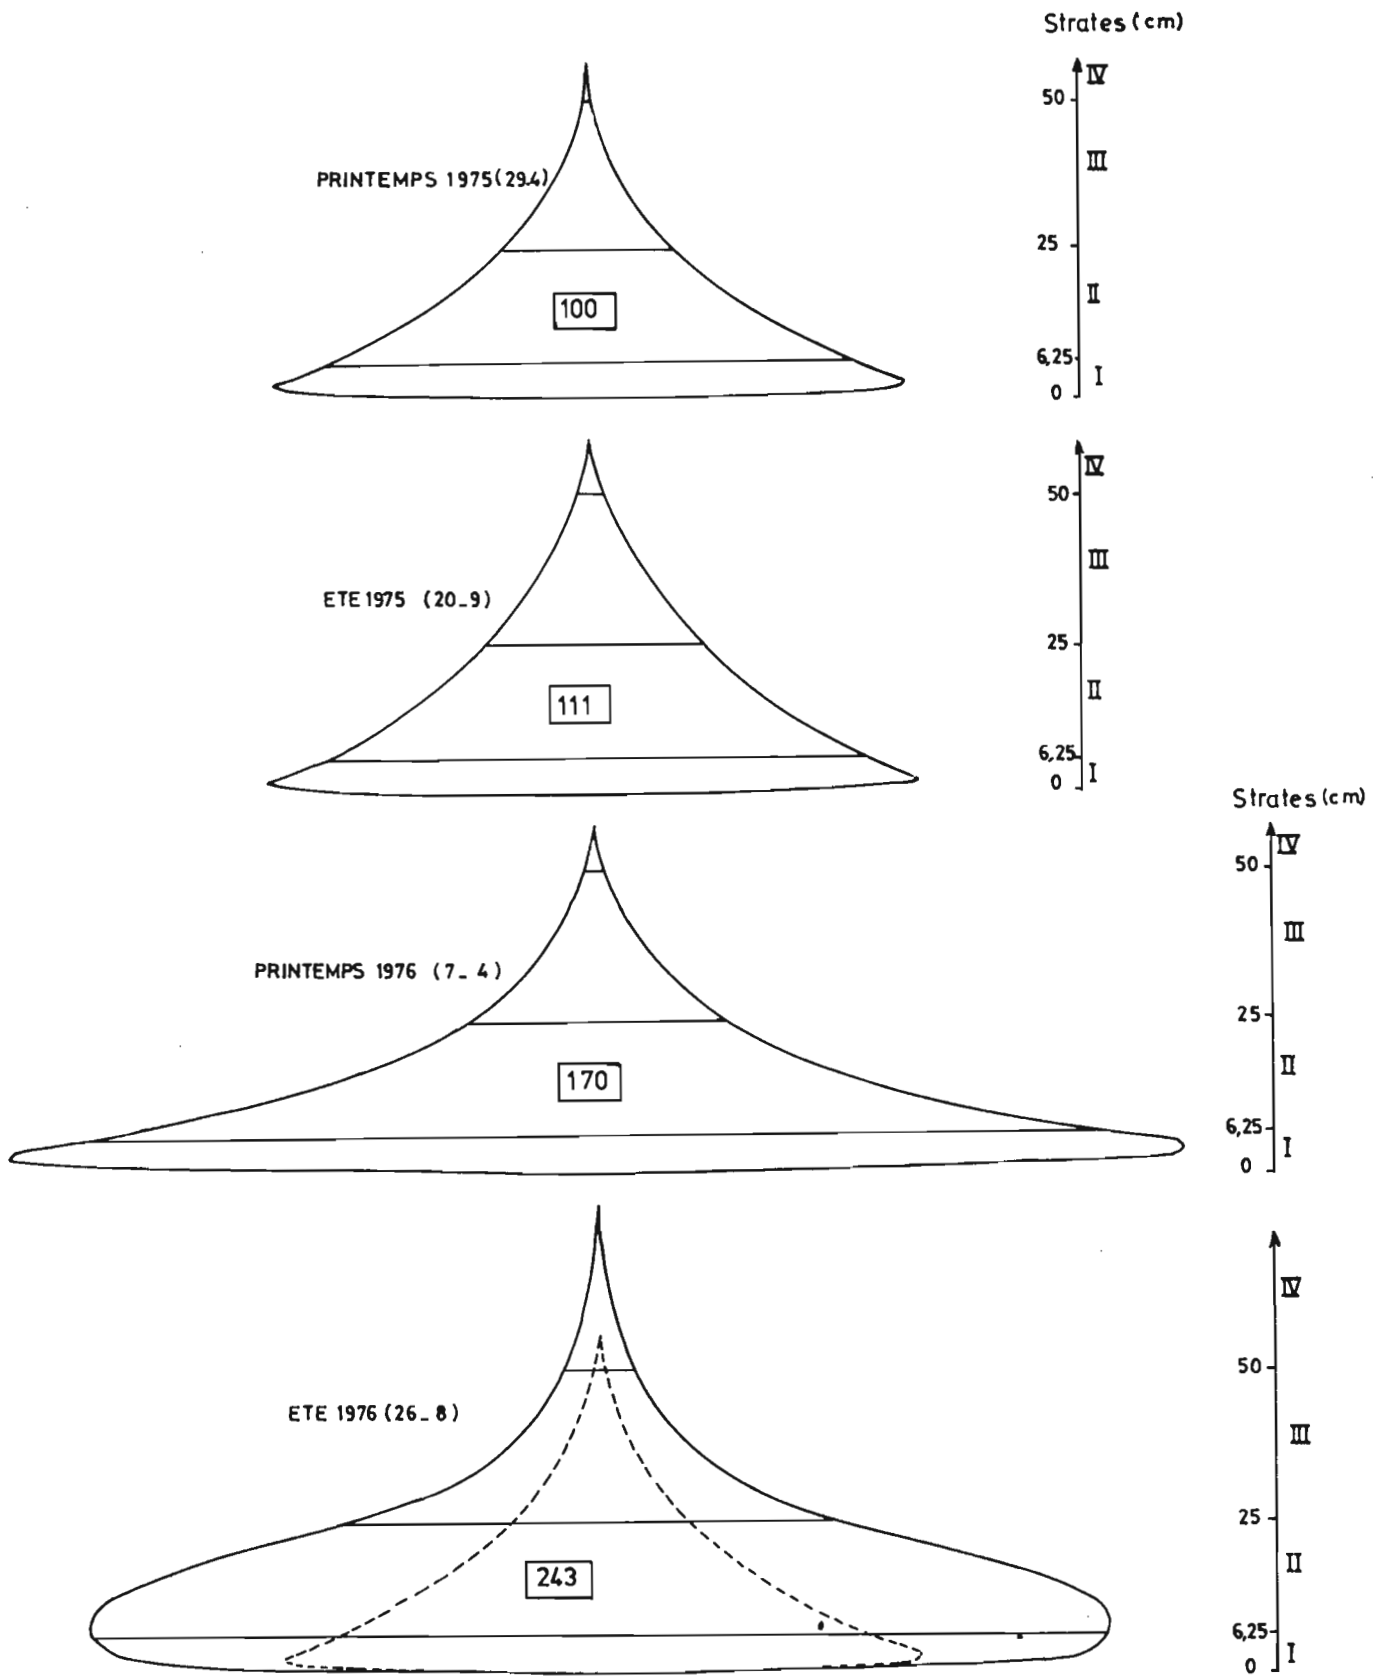 Strates (cm)
IV
50
PRINTEMPS 1975 (29.4)
III
25
II
100
6,25
I
0
IV
50
III
ETE 1975 (20_9)
25
II
111
6,25
I
0
Strates (cm)
IV
50
III
PRINTEMPS 1976 (7_4)
25
II
170
6,25
I
0
IV
50
ETE 1976 (26_8)
III
25
II
243
6,25
I
0